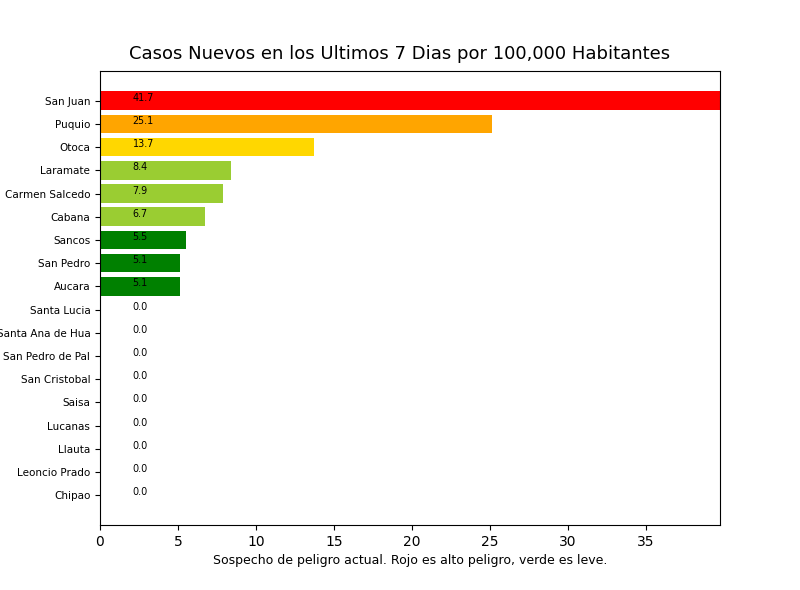 Casos Nuevos en los Ultimos 7 Dias por 100,000 Habitantes
San Juan 41.7
Puquio 25.1
Otoca 13.7
Laramate 8.4
Carmen Salcedo 7.9
Cabana 6.7
Sancos 5.5
San Pedro 5.1
Aucara 5.1
Santa Lucia 0.0
Santa Ana de Hua 0.0
San Pedro de Pal 0.0
San Cristobal 0.0
Saisa 0.0
Lucanas 0.0
Llauta 0.0
Leoncio Prado 0.0
Chipao 0.0
0 5 10 15 20 25 30 35
Sospecho de peligro actual. Rojo es alto peligro, verde es leve.